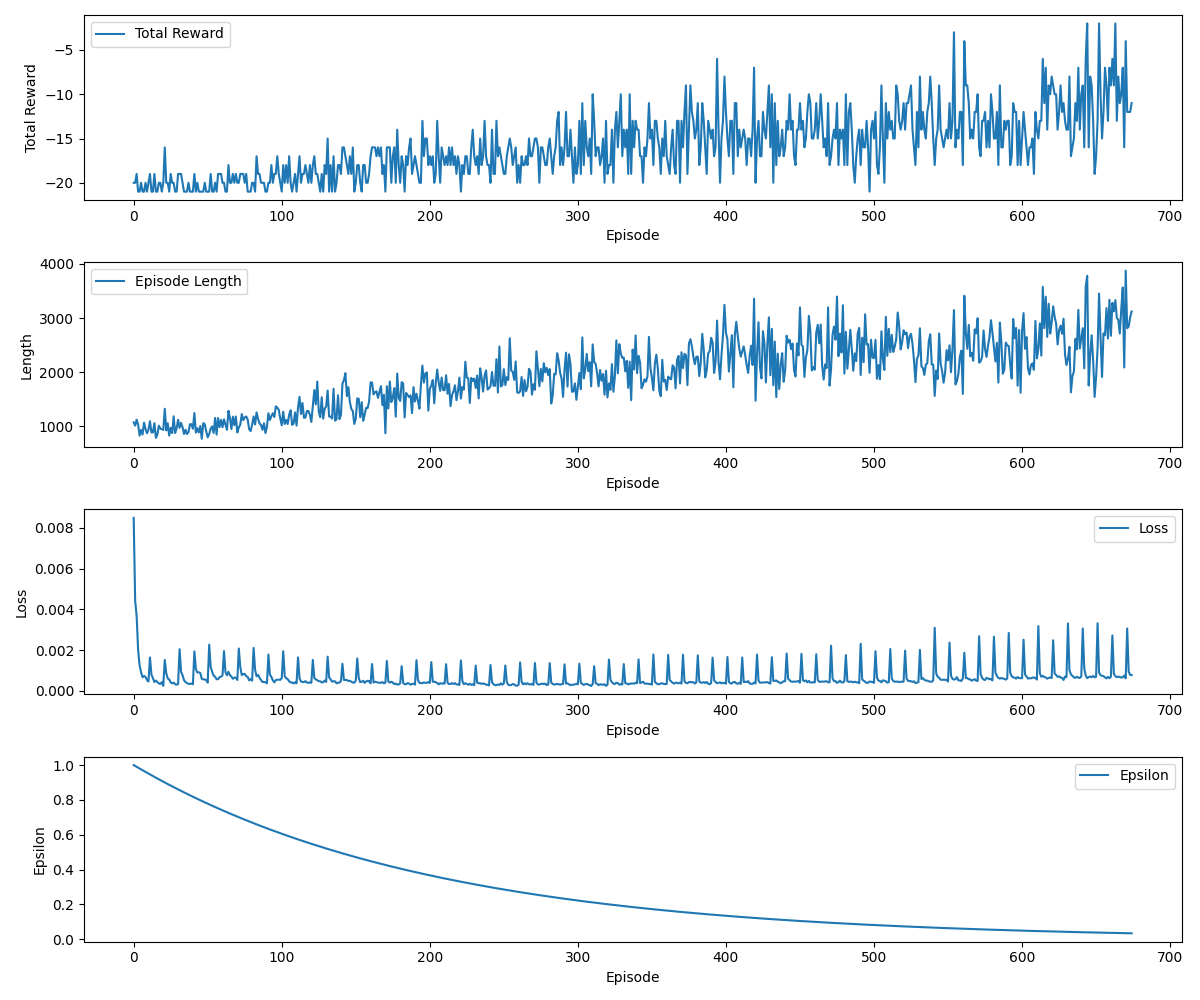 Total Reward
Total Reward
−5
−10
−15
−20
0 100 200 300 400 500 600 700
Episode
Episode Length
Length
4000
3000
2000
1000
0 100 200 300 400 500 600 700
Episode
Loss
Loss
0.008
0.006
0.004
0.002
0.000
0 100 200 300 400 500 600 700
Episode
Epsilon
Epsilon
1.0
0.8
0.6
0.4
0.2
0.0
0 100 200 300 400 500 600 700
Episode